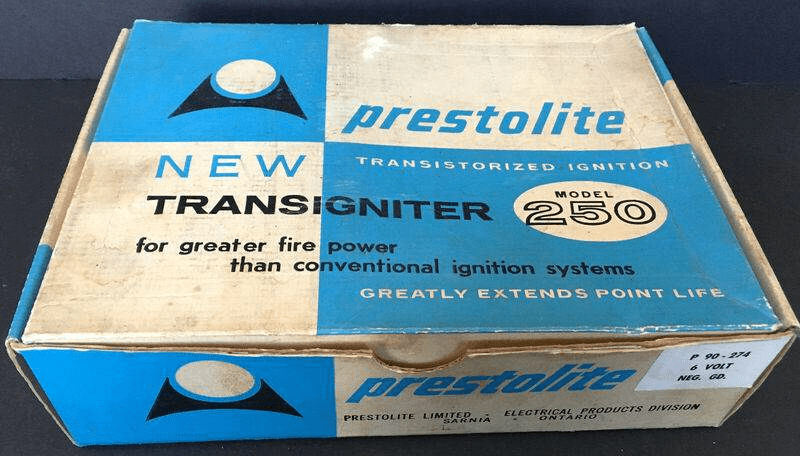 prestolite
NEW
TRANSISTORIZED IGNITION
TRANSIGNITER
MODEL
250
for greater fire power
than conventional ignition systems
GREATLY EXTENDS POINT LIFE
prestolite
P 90-274
6 VOLT
NEG. GD.
PRESTOLITE LIMITED - ELECTRICAL PRODUCTS DIVISION
SARNIA - ONTARIO